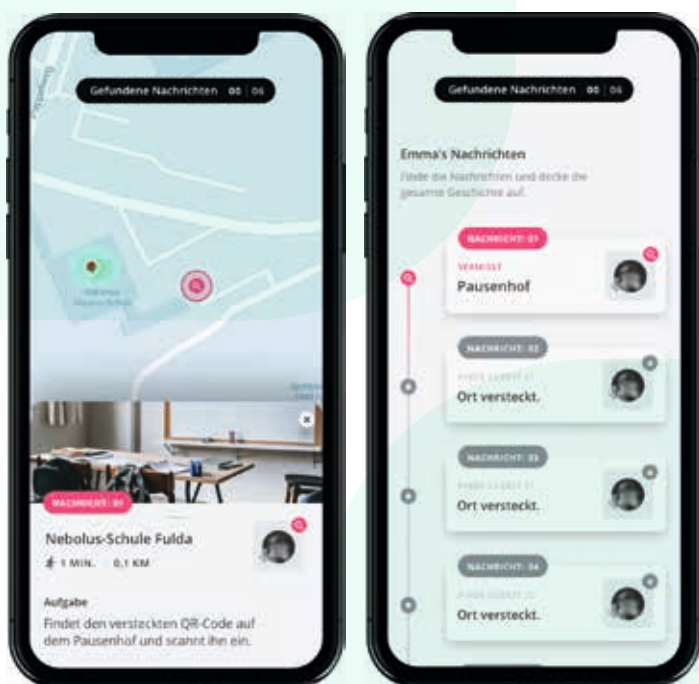 Gefundene Nachrichten 00 | 06
NACHRICHT: 01
Nebolus-Schule Fulda
1 MIN. 0,1 KM
Aufgabe
Findet den versteckten QR-Code auf
dem Pausenhof und scannt ihn ein.
Gefundene Nachrichten 00 | 06
Emma's Nachrichten
Finde die Nachrichten und decke die
gesamte Geschichte auf.
NACHRICHT: 01
VERMISST
Pausenhof
NACHRICHT: 02
Ort versteckt.
NACHRICHT: 03
Ort versteckt.
NACHRICHT: 04
Ort versteckt.